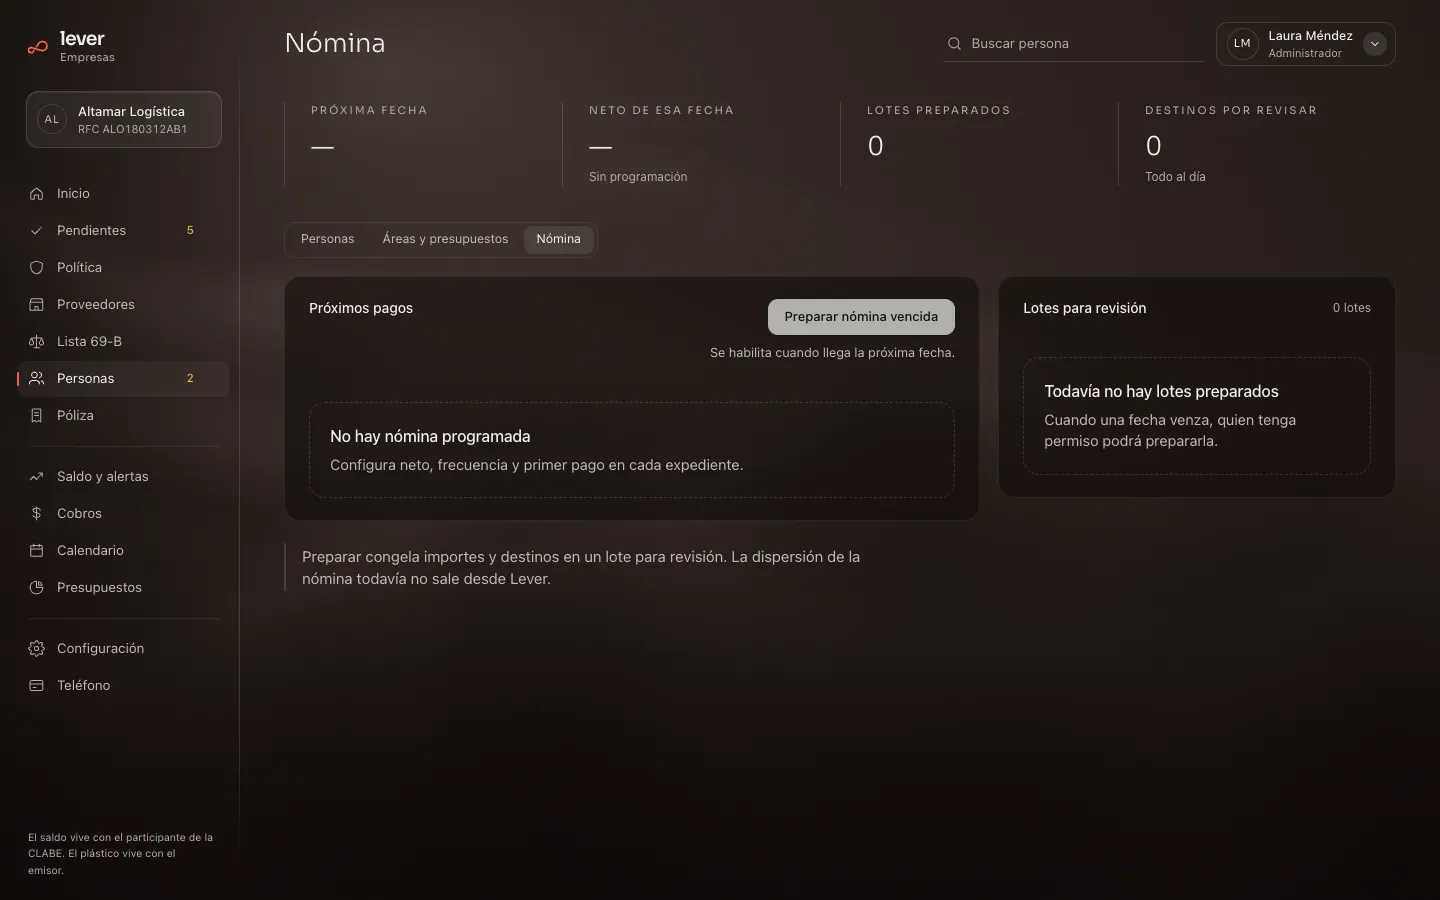 lever
Empresas
AL
Altamar Logística
RFC ALO180312AB1
Inicio
Pendientes 5
Política
Proveedores
Lista 69-B
Personas 2
Póliza
Saldo y alertas
Cobros
Calendario
Presupuestos
Configuración
Teléfono
El saldo vive con el participante de la
CLABE. El plástico vive con el
emisor.
Nómina
Buscar persona
LM
Laura Méndez
Administrador
PRÓXIMA FECHA
—
NETO DE ESA FECHA
—
Sin programación
LOTES PREPARADOS
0
DESTINOS POR REVISAR
0
Todo al día
Personas
Áreas y presupuestos
Nómina
Próximos pagos
Preparar nómina vencida
Se habilita cuando llega la próxima fecha.
No hay nómina programada
Configura neto, frecuencia y primer pago en cada expediente.
Lotes para revisión
0 lotes
Todavía no hay lotes preparados
Cuando una fecha venza, quien tenga
permiso podrá prepararla.
Preparar congela importes y destinos en un lote para revisión. La dispersión de la
nómina todavía no sale desde Lever.